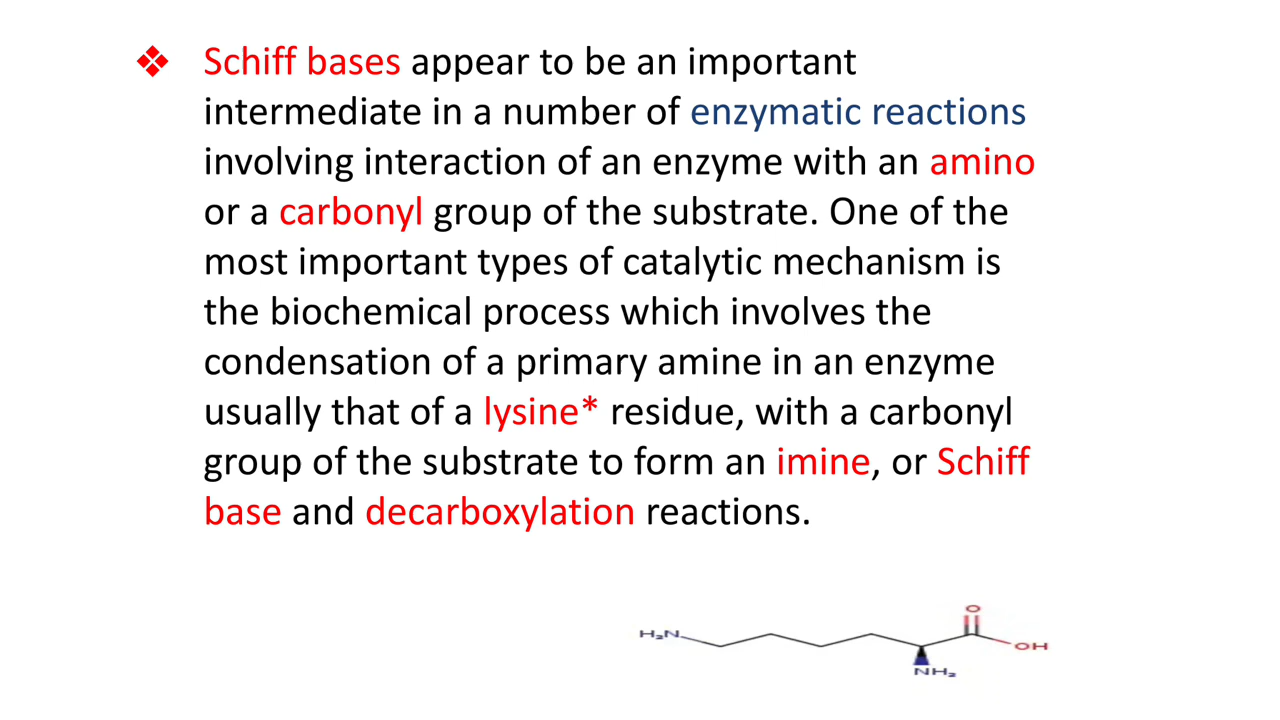 ❖ Schiff bases appear to be an important
intermediate in a number of enzymatic reactions
involving interaction of an enzyme with an amino
or a carbonyl group of the substrate. One of the
most important types of catalytic mechanism is
the biochemical process which involves the
condensation of a primary amine in an enzyme
usually that of a lysine* residue, with a carbonyl
group of the substrate to form an imine, or Schiff
base and decarboxylation reactions.
O
H₂N
OH
NH₂